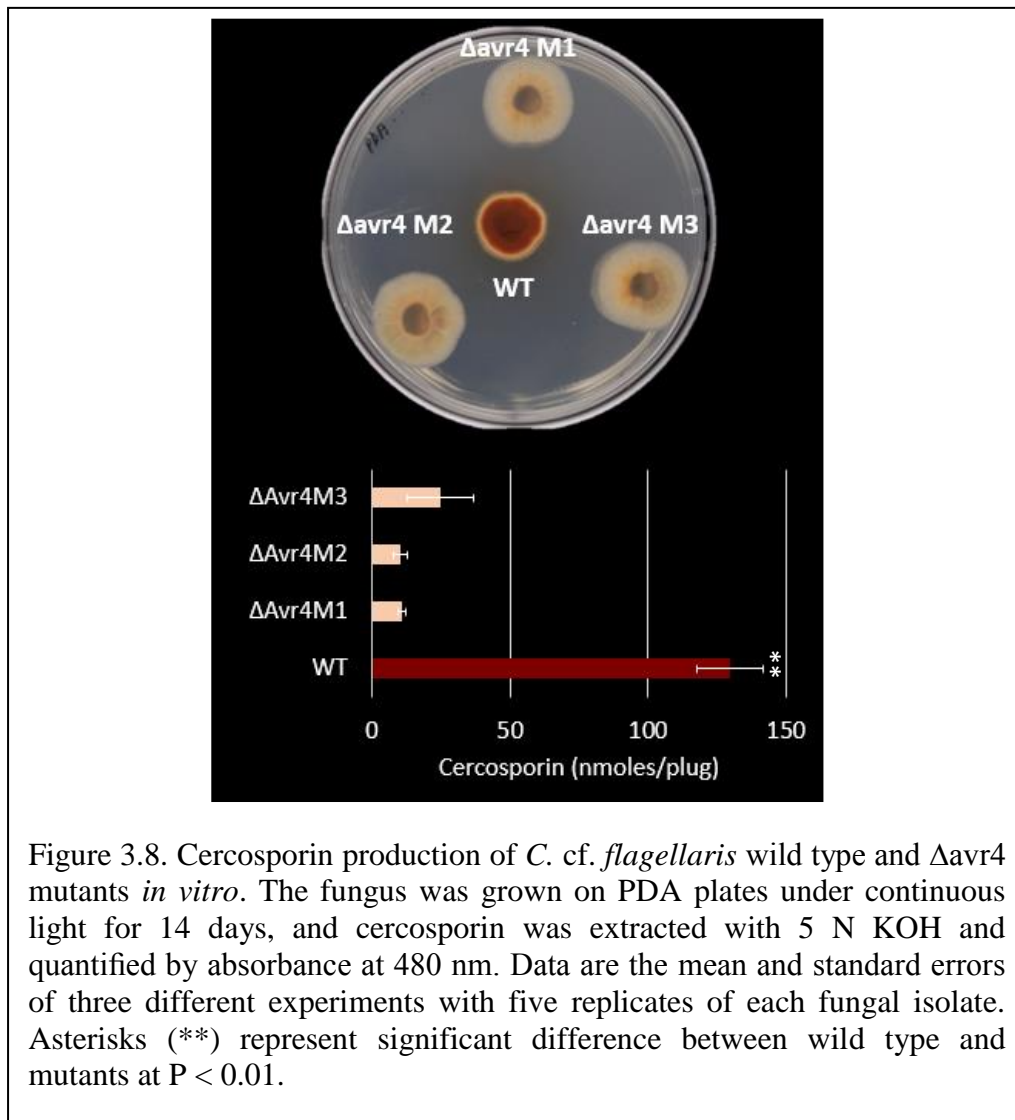 Δavr4 M1
PDA
Δavr4 M2
Δavr4 M3
WT
ΔAvr4M3
ΔAvr4M2
ΔAvr4M1
WT
**
0 50 100 150
Cercosporin (nmoles/plug)
Figure 3.8. Cercosporin production of C. cf. flagellaris wild type and Δavr4
mutants in vitro. The fungus was grown on PDA plates under continuous
light for 14 days, and cercosporin was extracted with 5 N KOH and
quantified by absorbance at 480 nm. Data are the mean and standard errors
of three different experiments with five replicates of each fungal isolate.
Asterisks (**) represent significant difference between wild type and
mutants at P < 0.01.